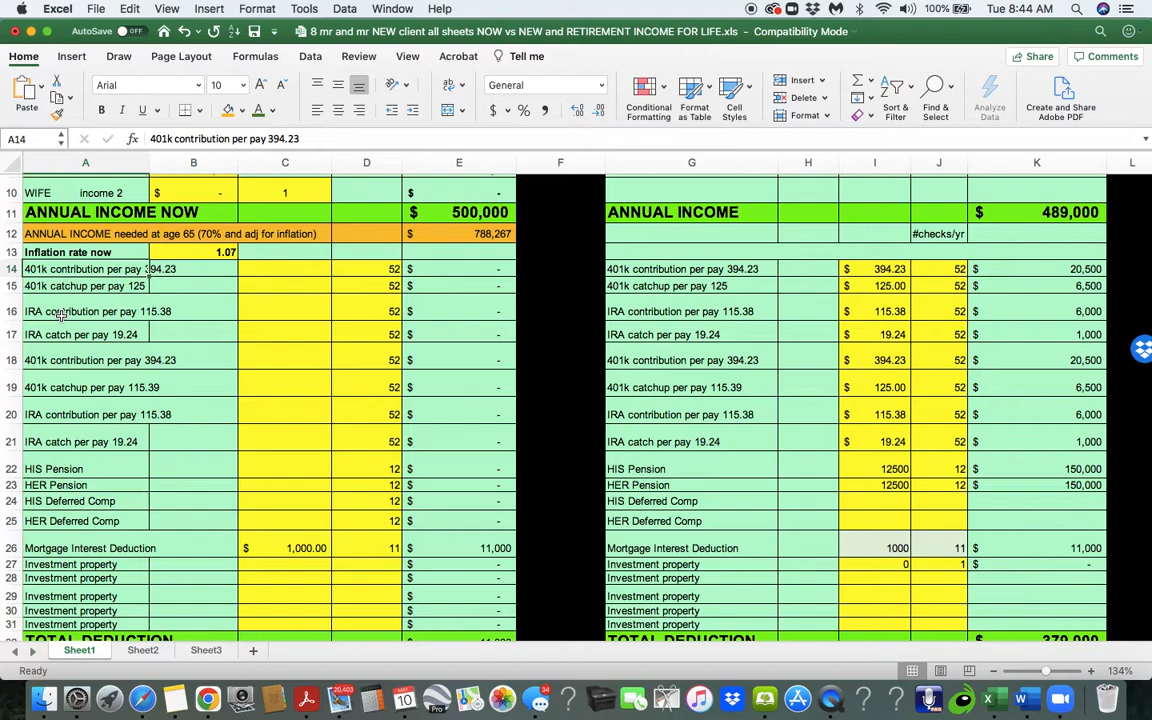 Excel File Edit View Insert Format Tools Data Window Help 100% Tue 8:44 AM
AutoSave OFF 8 mr and mr NEW client all sheets NOW vs NEW and RETIREMENT INCOME FOR LIFE.xls - Compatibility Mode
Home Insert Draw Page Layout Formulas Data Review View Acrobat Tell me Share Comments
Paste Arial 10 A A ab General Insert Σ
B I U A $ % Delete Format
Conditional Formatting Format as Table Cell Styles Sort & Filter Find & Select Analyze Data Create and Share Adobe PDF
A14 fx 401k contribution per pay 394.23
A B C D E F G H I J K L
10 WIFE income 2 $ - 1 $ -
11 ANNUAL INCOME NOW $ 500,000 ANNUAL INCOME $ 489,000
12 ANNUAL INCOME needed at age 65 (70% and adj for inflation) $ 788,267 #checks/yr
13 Inflation rate now 1.07
14 401k contribution per pay 394.23 52 $ - 401k contribution per pay 394.23 $ 394.23 52 $ 20,500
15 401k catchup per pay 125 52 $ - 401k catchup per pay 125 $ 125.00 52 $ 6,500
16 IRA contribution per pay 115.38 52 $ - IRA contribution per pay 115.38 $ 115.38 52 $ 6,000
17 IRA catch per pay 19.24 52 $ - IRA catch per pay 19.24 $ 19.24 52 $ 1,000
18 401k contribution per pay 394.23 52 $ - 401k contribution per pay 394.23 $ 394.23 52 $ 20,500
19 401k catchup per pay 115.39 52 $ - 401k catchup per pay 115.39 $ 125.00 52 $ 6,500
20 IRA contribution per pay 115.38 52 $ - IRA contribution per pay 115.38 $ 115.38 52 $ 6,000
21 IRA catch per pay 19.24 52 $ - IRA catch per pay 19.24 $ 19.24 52 $ 1,000
22 HIS Pension 12 $ - HIS Pension 12500 12 $ 150,000
23 HER Pension 12 $ - HER Pension 12500 12 $ 150,000
24 HIS Deferred Comp 12 $ - HIS Deferred Comp
25 HER Deferred Comp 12 $ - HER Deferred Comp
26 Mortgage Interest Deduction $ 1,000.00 11 $ 11,000 Mortgage Interest Deduction 1000 11 $ 11,000
27 Investment property $ - Investment property 0 1 $ -
28 Investment property $ - Investment property
29 Investment property $ - Investment property
30 Investment property $ - Investment property
31 Investment property $ - Investment property
TOTAL DEDUCTION $ 11,000 TOTAL DEDUCTION $ 379,000
Sheet1 Sheet2 Sheet3 +
Ready 134%
20,403 MAY 10 Pro 34